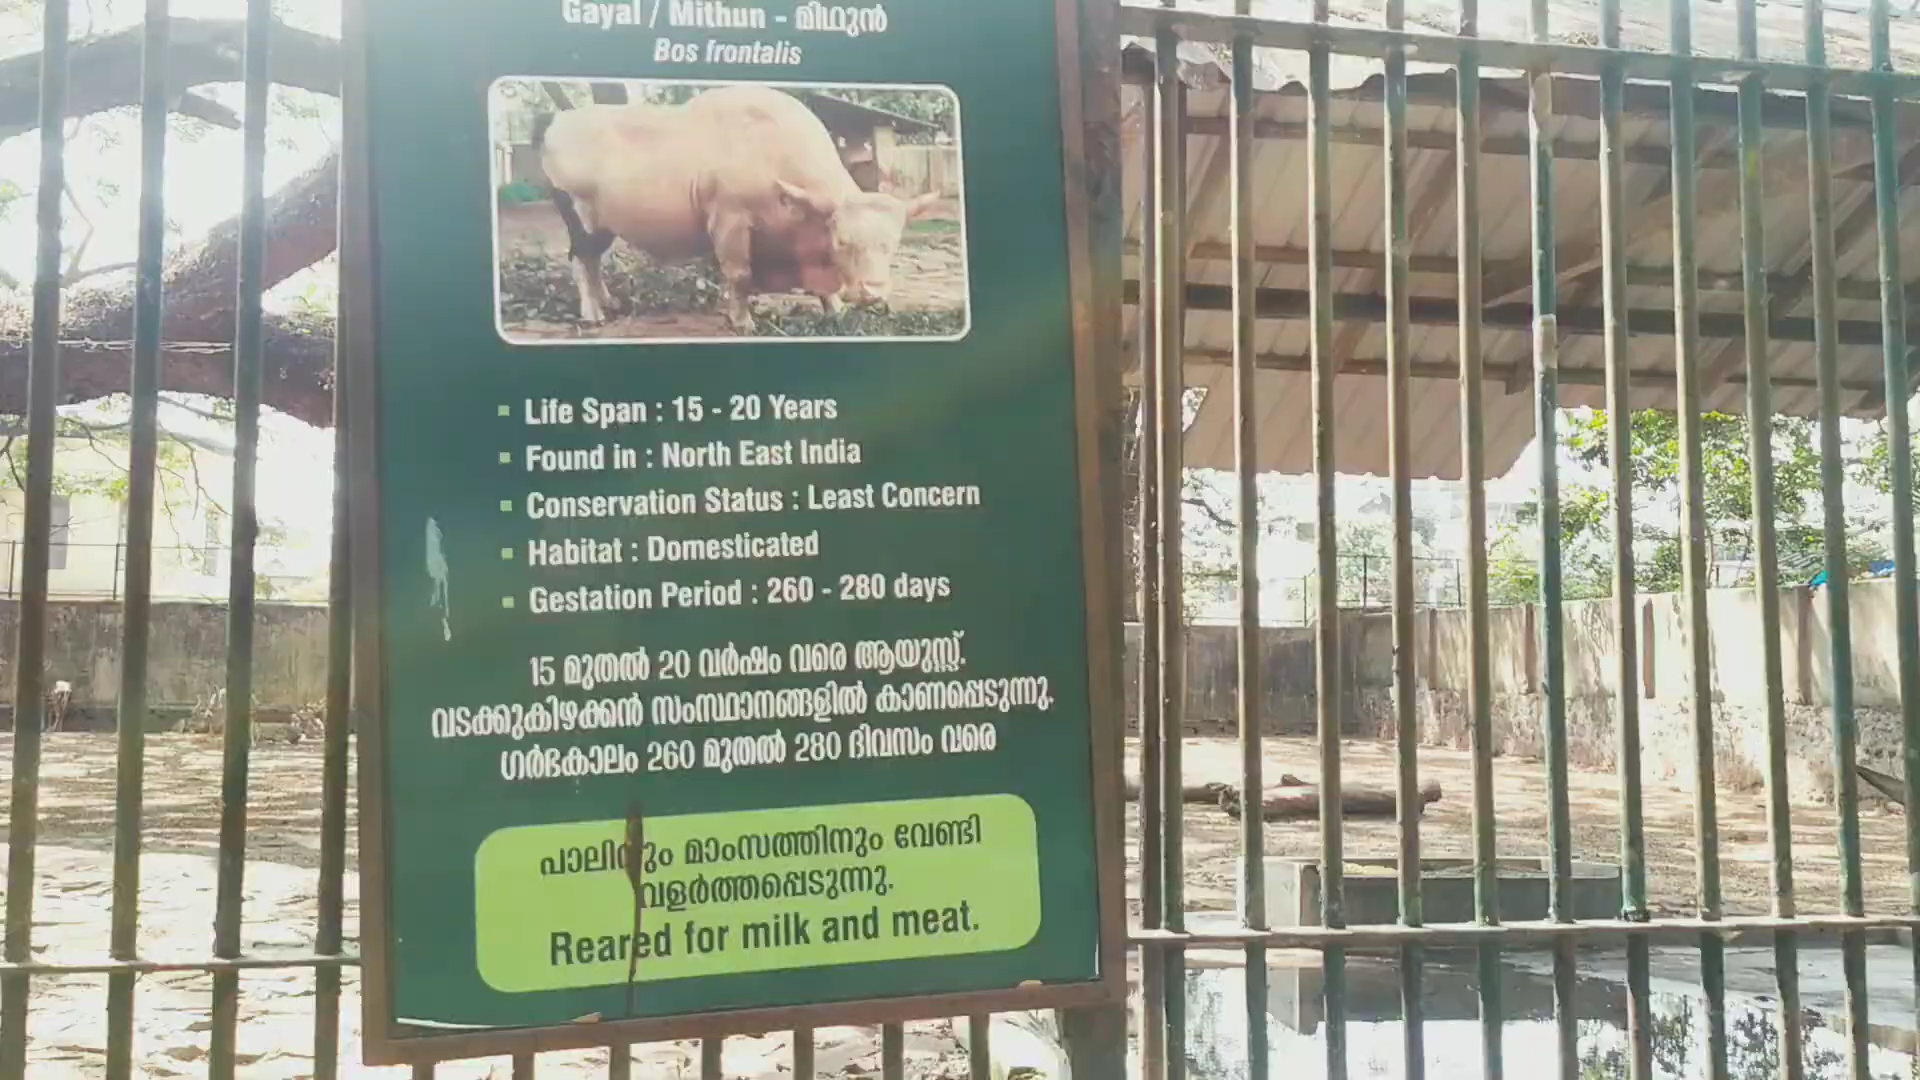 Gayal / Mithun - മിഥുൻ
Bos frontalis
Life Span : 15 - 20 Years
Found in : North East India
Conservation Status : Least Concern
Habitat : Domesticated
Gestation Period : 260 - 280 days
15 മുതൽ 20 വർഷം വരെ ആയുസ്സ്.
വടക്കുകിഴക്കൻ സംസ്ഥാനങ്ങളിൽ കാണപ്പെടുന്നു.
ഗർഭകാലം 260 മുതൽ 280 ദിവസം വരെ
പാലിനും മാംസത്തിനും വേണ്ടി
വളർത്തപ്പെടുന്നു.
Reared for milk and meat.